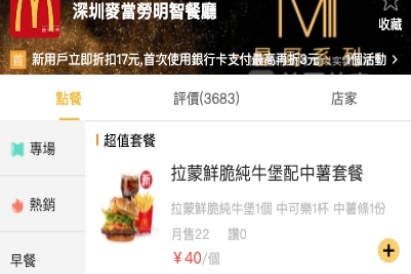 深圳麥當勞明智餐廳
收藏
首 新用戶立即折扣17元,首次使用銀行卡支付最高再折3元
1個活動 >
點餐
評價(3683)
店家
專場
熱銷
早餐
超值套餐
新
拉蒙鮮脆純牛堡配中薯套餐
拉蒙鮮脆純牛堡1個 中可樂1杯 中薯條1份
月售22 讚0
¥40/個